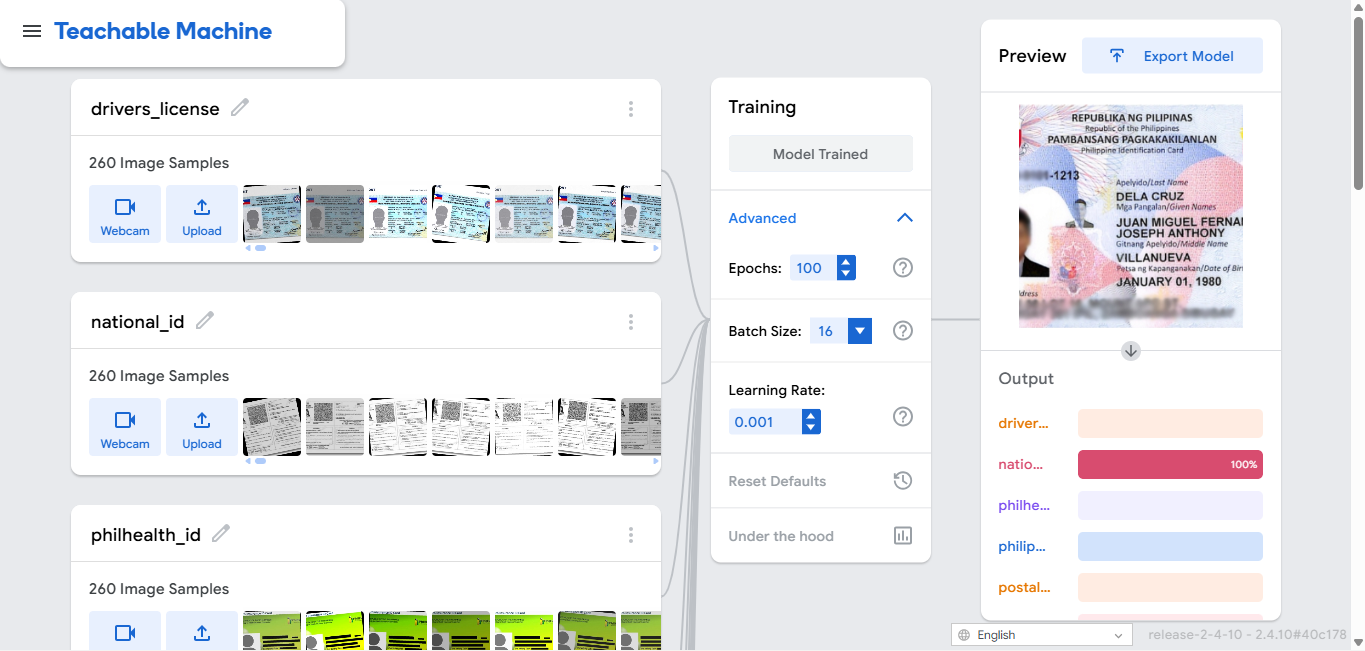 Teachable Machine
drivers_license
260 Image Samples
Webcam
Upload
national_id
260 Image Samples
Webcam
Upload
philhealth_id
260 Image Samples
Training
Model Trained
Advanced
Epochs: 100
Batch Size: 16
Learning Rate:
0.001
Reset Defaults
Under the hood
Preview
Export Model
REPUBLIKA NG PILIPINAS
Republic of the Philippines
PAMBANSANG PAGKAKAKILANLAN
Philippine Identification Card
0101-1213
Apelyido/Last Name
DELA CRUZ
Mga Pangalan/Given Names
JUAN MIGUEL FERNAN
JOSEPH ANTHONY
Gitnang Apelyido/Middle Name
VILLANUEVA
Petsa ng Kapanganakan/Date of Birt
JANUARY 01, 1980
ddress
Output
driver...
natio... 100%
philhe...
philip...
postal...
English
release-2-4-10 - 2.4.10#40c178